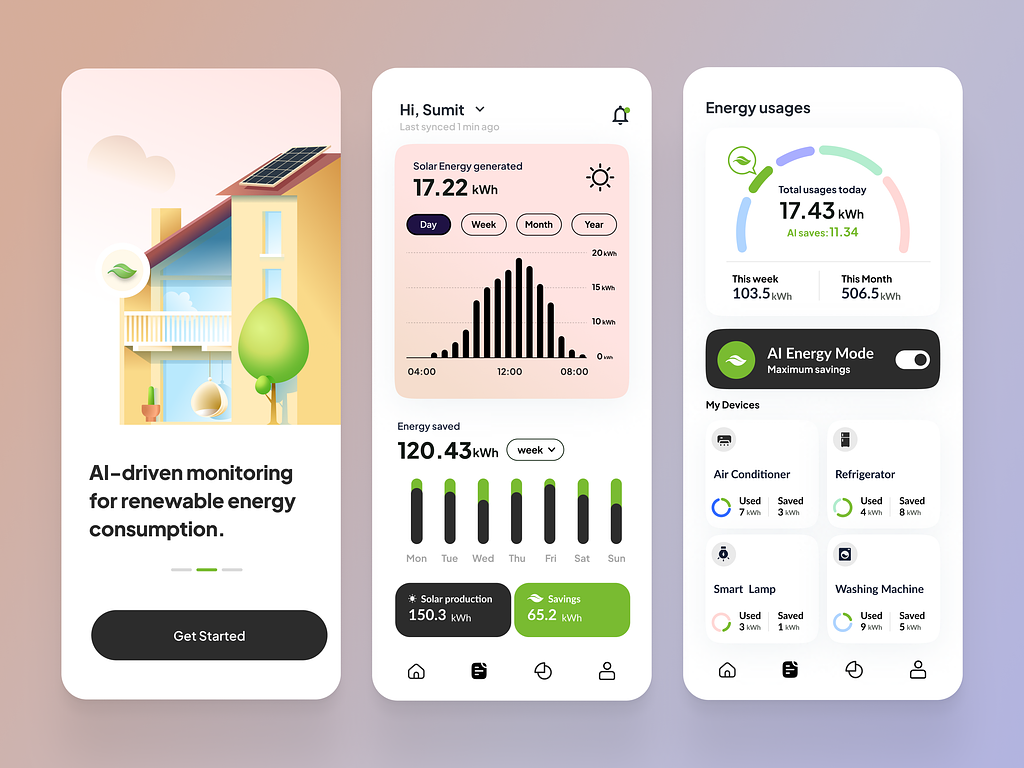 AI-driven monitoring
for renewable energy
consumption.
Get Started
Hi, Sumit
Last synced 1 min ago
Solar Energy generated
17.22 kWh
Day Week Month Year
20 kWh
15 kWh
10 kWh
0 kWh
04:00 12:00 08:00
Energy saved
120.43kWh week
Mon Tue Wed Thu Fri Sat Sun
Solar production
150.3 kWh
Savings
65.2 kWh
Energy usages
Total usages today
17.43 kWh
AI saves:11.34
This week
103.5kWh
This Month
506.5kWh
AI Energy Mode
Maximum savings
My Devices
Air Conditioner
Used Saved
7 kWh 3 kWh
Refrigerator
Used Saved
4 kWh 8 kWh
Smart Lamp
Used Saved
3 kWh 1 kWh
Washing Machine
Used Saved
9 kWh 5 kWh